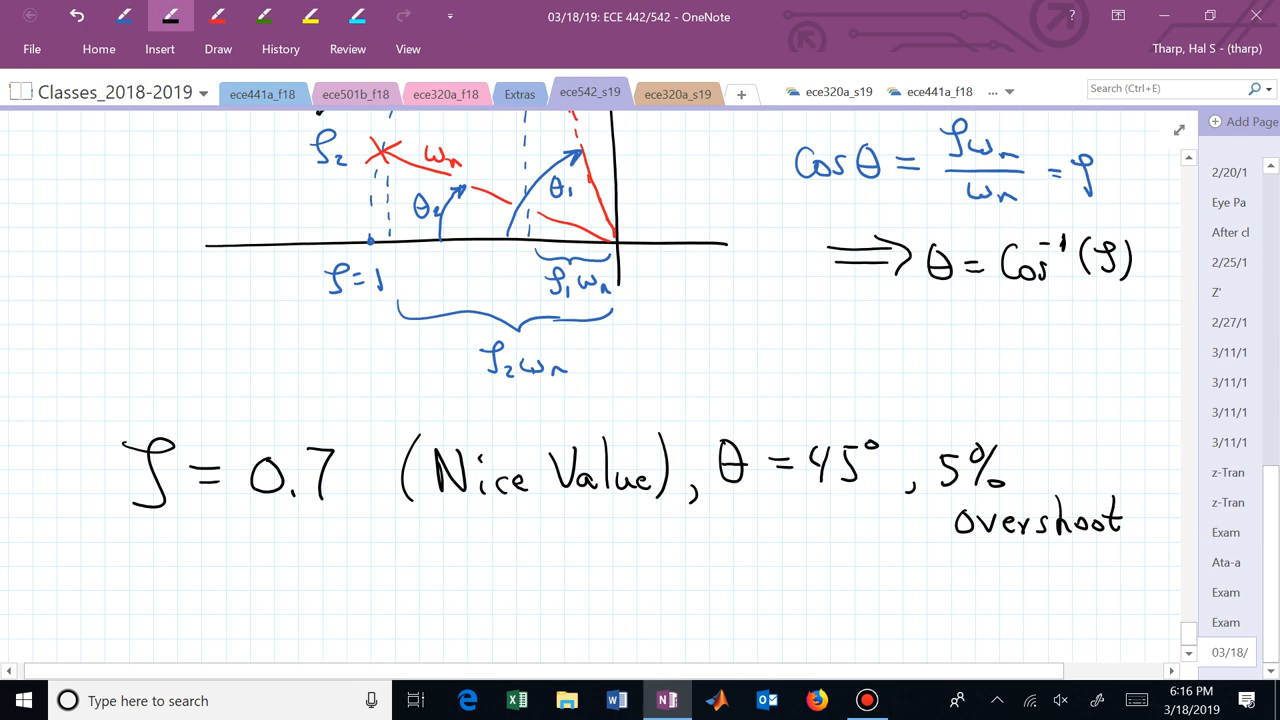 03/18/19: ECE 442/542 - OneNote
File Home Insert Draw History Review View
Tharp, Hal S - (tharp)
Classes_2018-2019
ece441a_f18 ece501b_f18 ece320a_f18 Extras ece542_s19 ece320a_s19
ece320a_s19 ece441a_f18 ...
Search (Ctrl+E)
Add Page
2/20/1
Eye Pa
After cl
2/25/1
Z'
2/27/1
3/11/1
3/11/1
3/11/1
3/11/1
z-Tran
z-Tran
Exam
Ata-a
Exam
Exam
03/18/
ζ₂ ωₙ
θ₂ θ₁
ζ=1 ζ₁ωₙ
ζ₂ωₙ
Cos θ = ζωₙ / ωₙ = ζ
⟹ θ = Cos⁻¹(ζ)
ζ = 0.7 (Nice Value), θ = 45°, 5%
overshoot
Type here to search
6:16 PM
3/18/2019